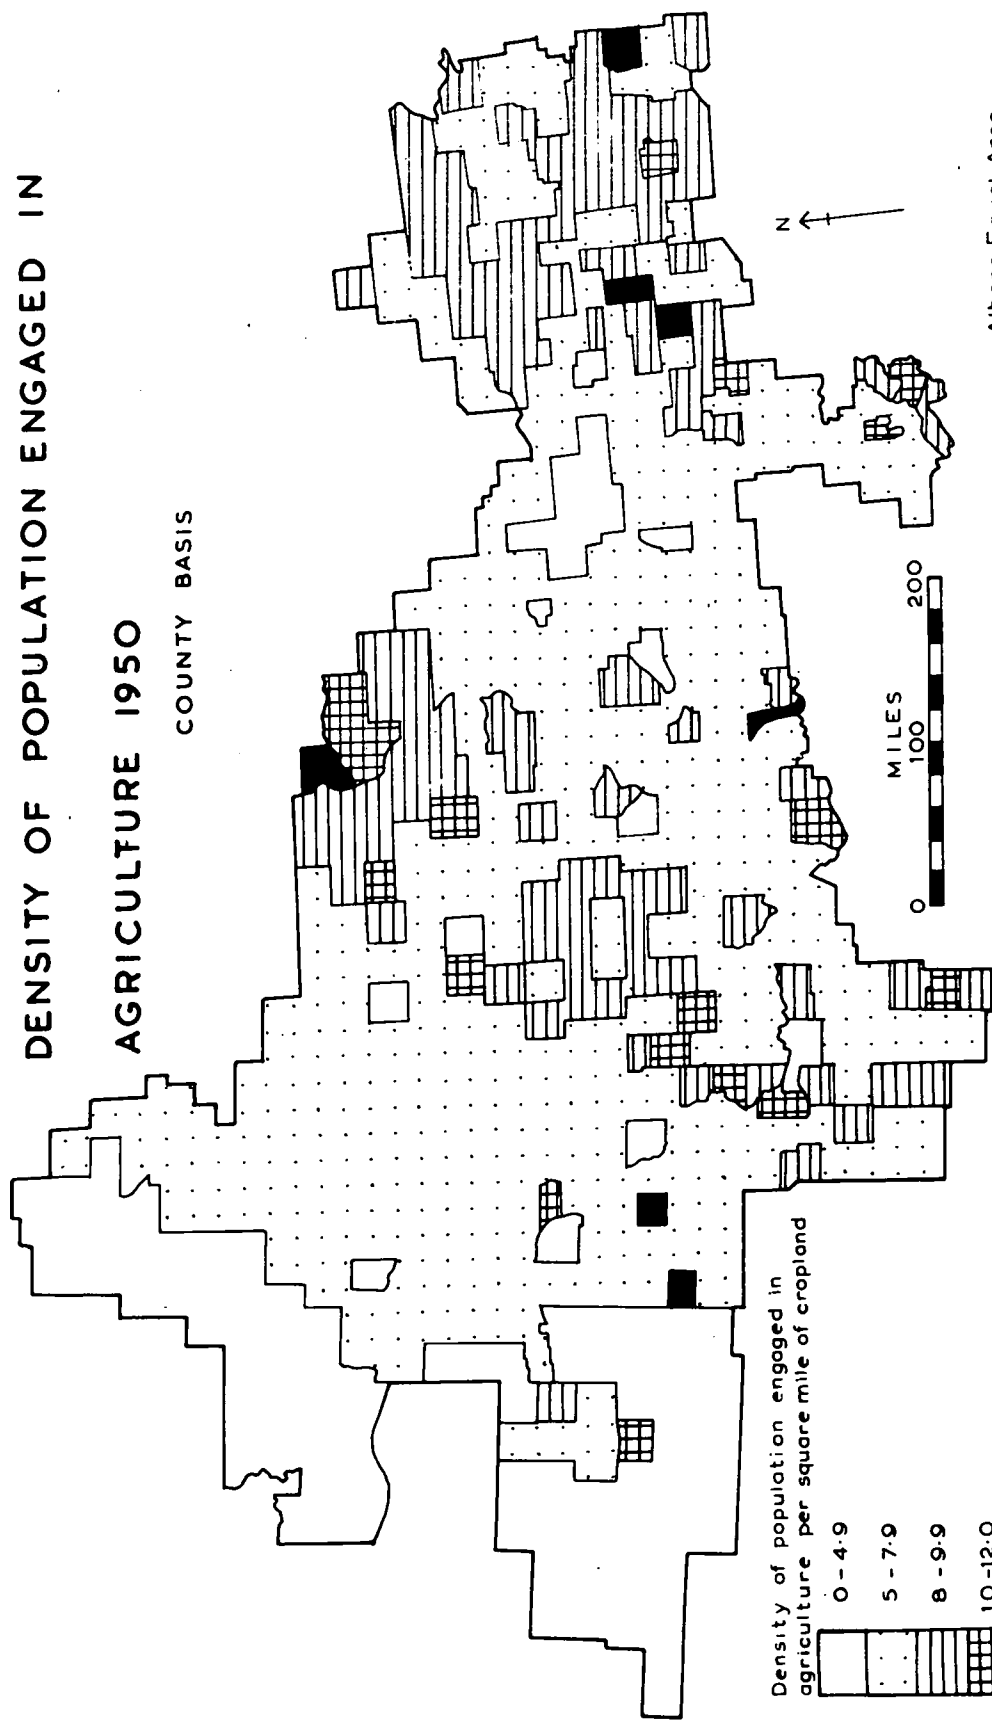 DENSITY OF POPULATION ENGAGED IN
AGRICULTURE 1950
COUNTY BASIS
N
MILES
0 100 200
Density of population engaged in
agriculture per square mile of cropland
0-4.9
5-7.9
8-9.9
10-12.0